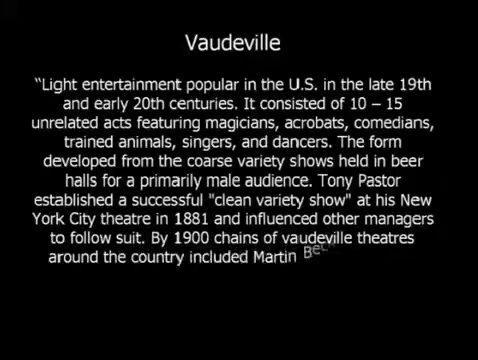 Vaudeville
“Light entertainment popular in the U.S. in the late 19th
and early 20th centuries. It consisted of 10 – 15
unrelated acts featuring magicians, acrobats, comedians,
trained animals, singers, and dancers. The form
developed from the coarse variety shows held in beer
halls for a primarily male audience. Tony Pastor
established a successful "clean variety show" at his New
York City theatre in 1881 and influenced other managers
to follow suit. By 1900 chains of vaudeville theatres
around the country included Martin Beck